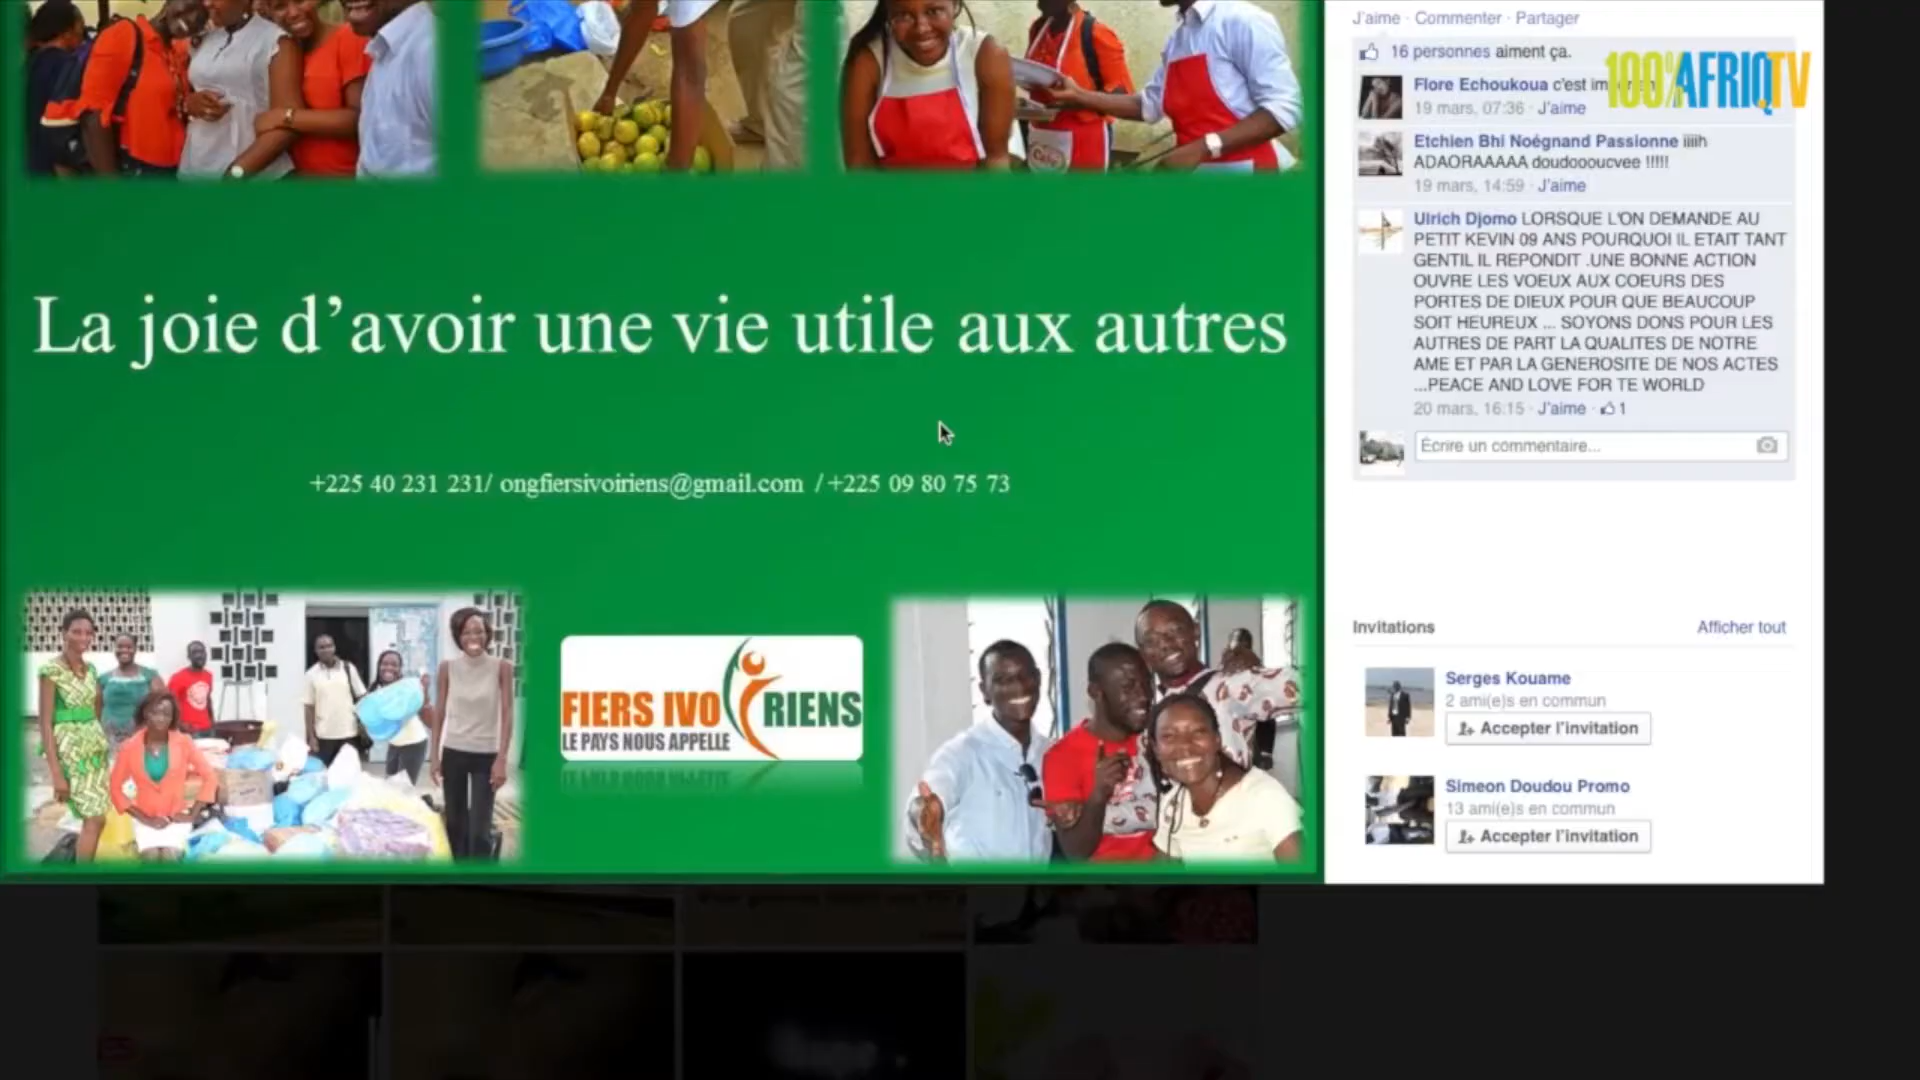 La joie d’avoir une vie utile aux autres
+225 40 231 231/ ongfiersivoiriens@gmail.com / +225 09 80 75 73
FIERS IVO RIENS
LE PAYS NOUS APPELLE
J'aime · Commenter · Partager
100%AFRIQTV
16 personnes aiment ça.
Flore Echoukoua c'est
19 mars, 07:36 · J'aime
Etchien Bhi Noégnand Passionne iiiih
ADAORAAAAA doudoooucvee !!!!!
19 mars, 14:59 · J'aime
Ulrich Djomo LORSQUE L'ON DEMANDE AU
PETIT KEVIN 09 ANS POURQUOI IL ETAIT TANT
GENTIL IL REPONDIT .UNE BONNE ACTION
OUVRE LES VOEUX AUX COEURS DES
PORTES DE DIEUX POUR QUE BEAUCOUP
SOIT HEUREUX ... SOYONS DONS POUR LES
AUTRES DE PART LA QUALITES DE NOTRE
AME ET PAR LA GENEROSITE DE NOS ACTES
...PEACE AND LOVE FOR TE WORLD
20 mars, 16:15 · J'aime · 1
Écrire un commentaire...
Invitations Afficher tout
Serges Kouame
2 ami(e)s en commun
Accepter l'invitation
Simeon Doudou Promo
13 ami(e)s en commun
Accepter l'invitation